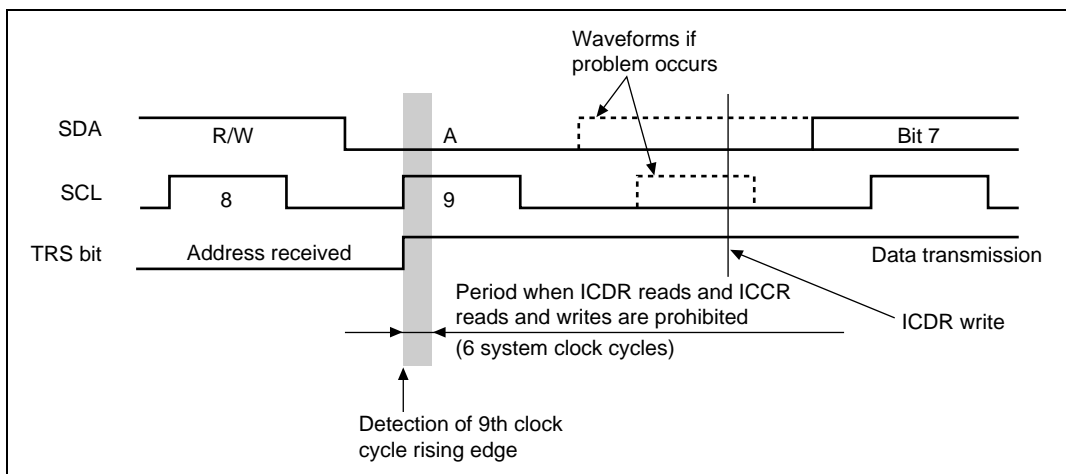 Waveforms if
problem occurs
SDA
R/W
A
Bit 7
SCL
8
9
TRS bit
Address received
Data transmission
Period when ICDR reads and ICCR
reads and writes are prohibited
(6 system clock cycles)
ICDR write
Detection of 9th clock
cycle rising edge